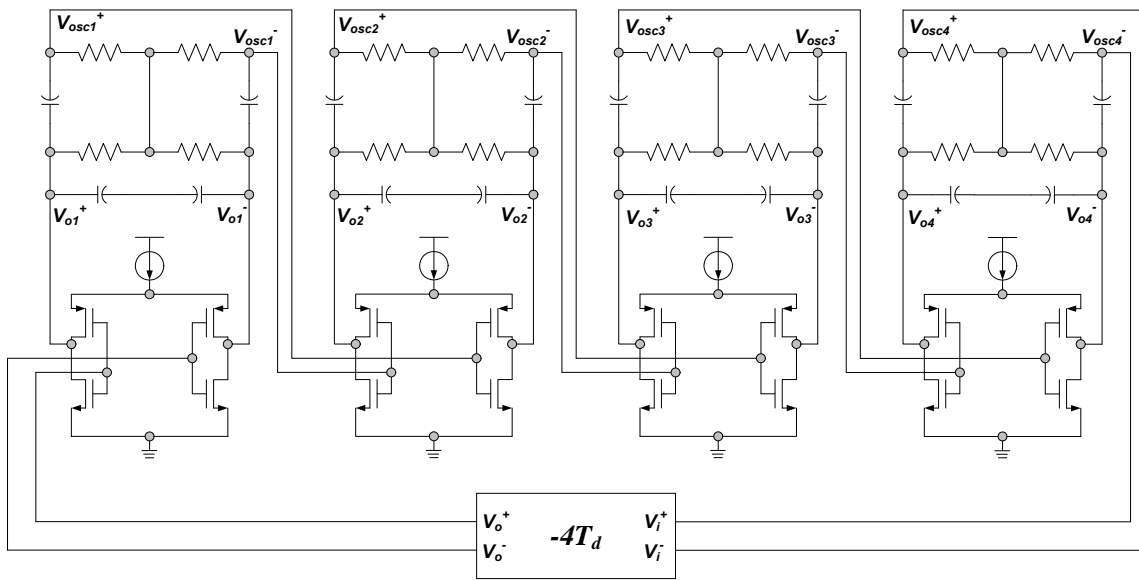 Vosc1+
Vosc1-
Vosc2+
Vosc2-
Vosc3+
Vosc3-
Vosc4+
Vosc4-
Vo1+
Vo1-
Vo2+
Vo2-
Vo3+
Vo3-
Vo4+
Vo4-
Vo+
Vo-
-4Td
Vi+
Vi-